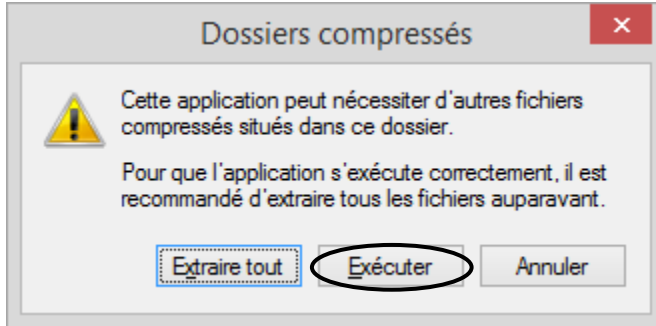 Dossiers compressés
Cette application peut nécessiter d'autres fichiers
compressés situés dans ce dossier.
Pour que l'application s'exécute correctement, il est
recommandé d'extraire tous les fichiers auparavant.
Extraire tout Exécuter Annuler